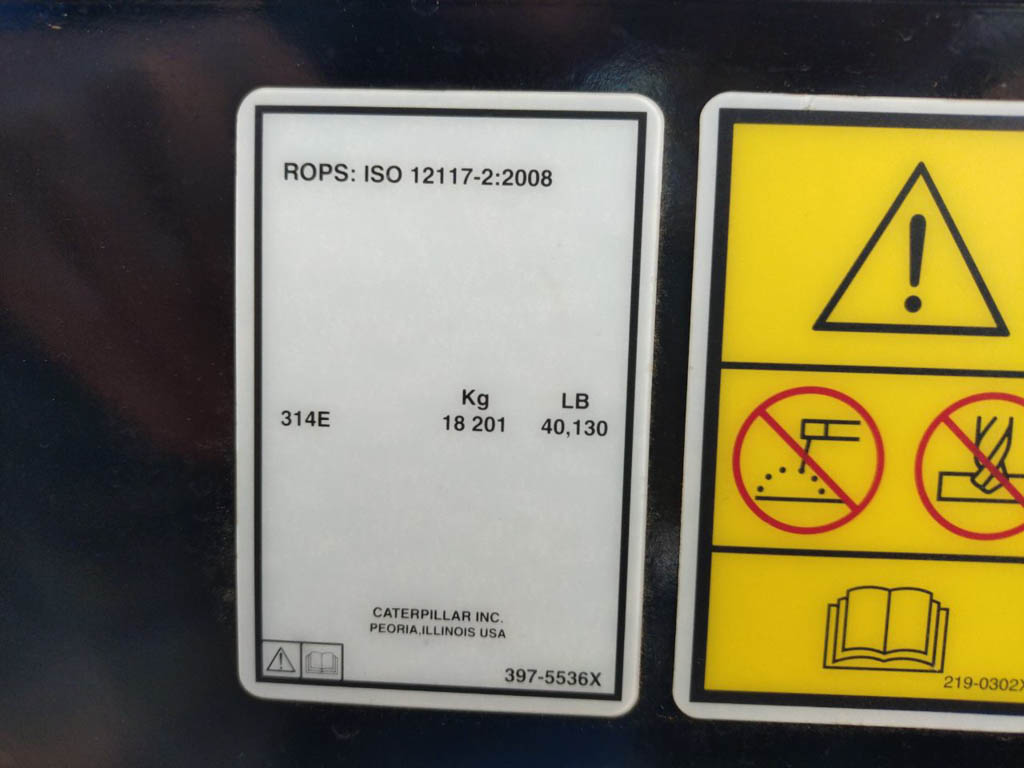 ROPS: ISO 12117-2:2008
Kg LB
314E 18 201 40,130
CATERPILLAR INC.
PEORIA,ILLINOIS USA
397-5536X
219-0302X